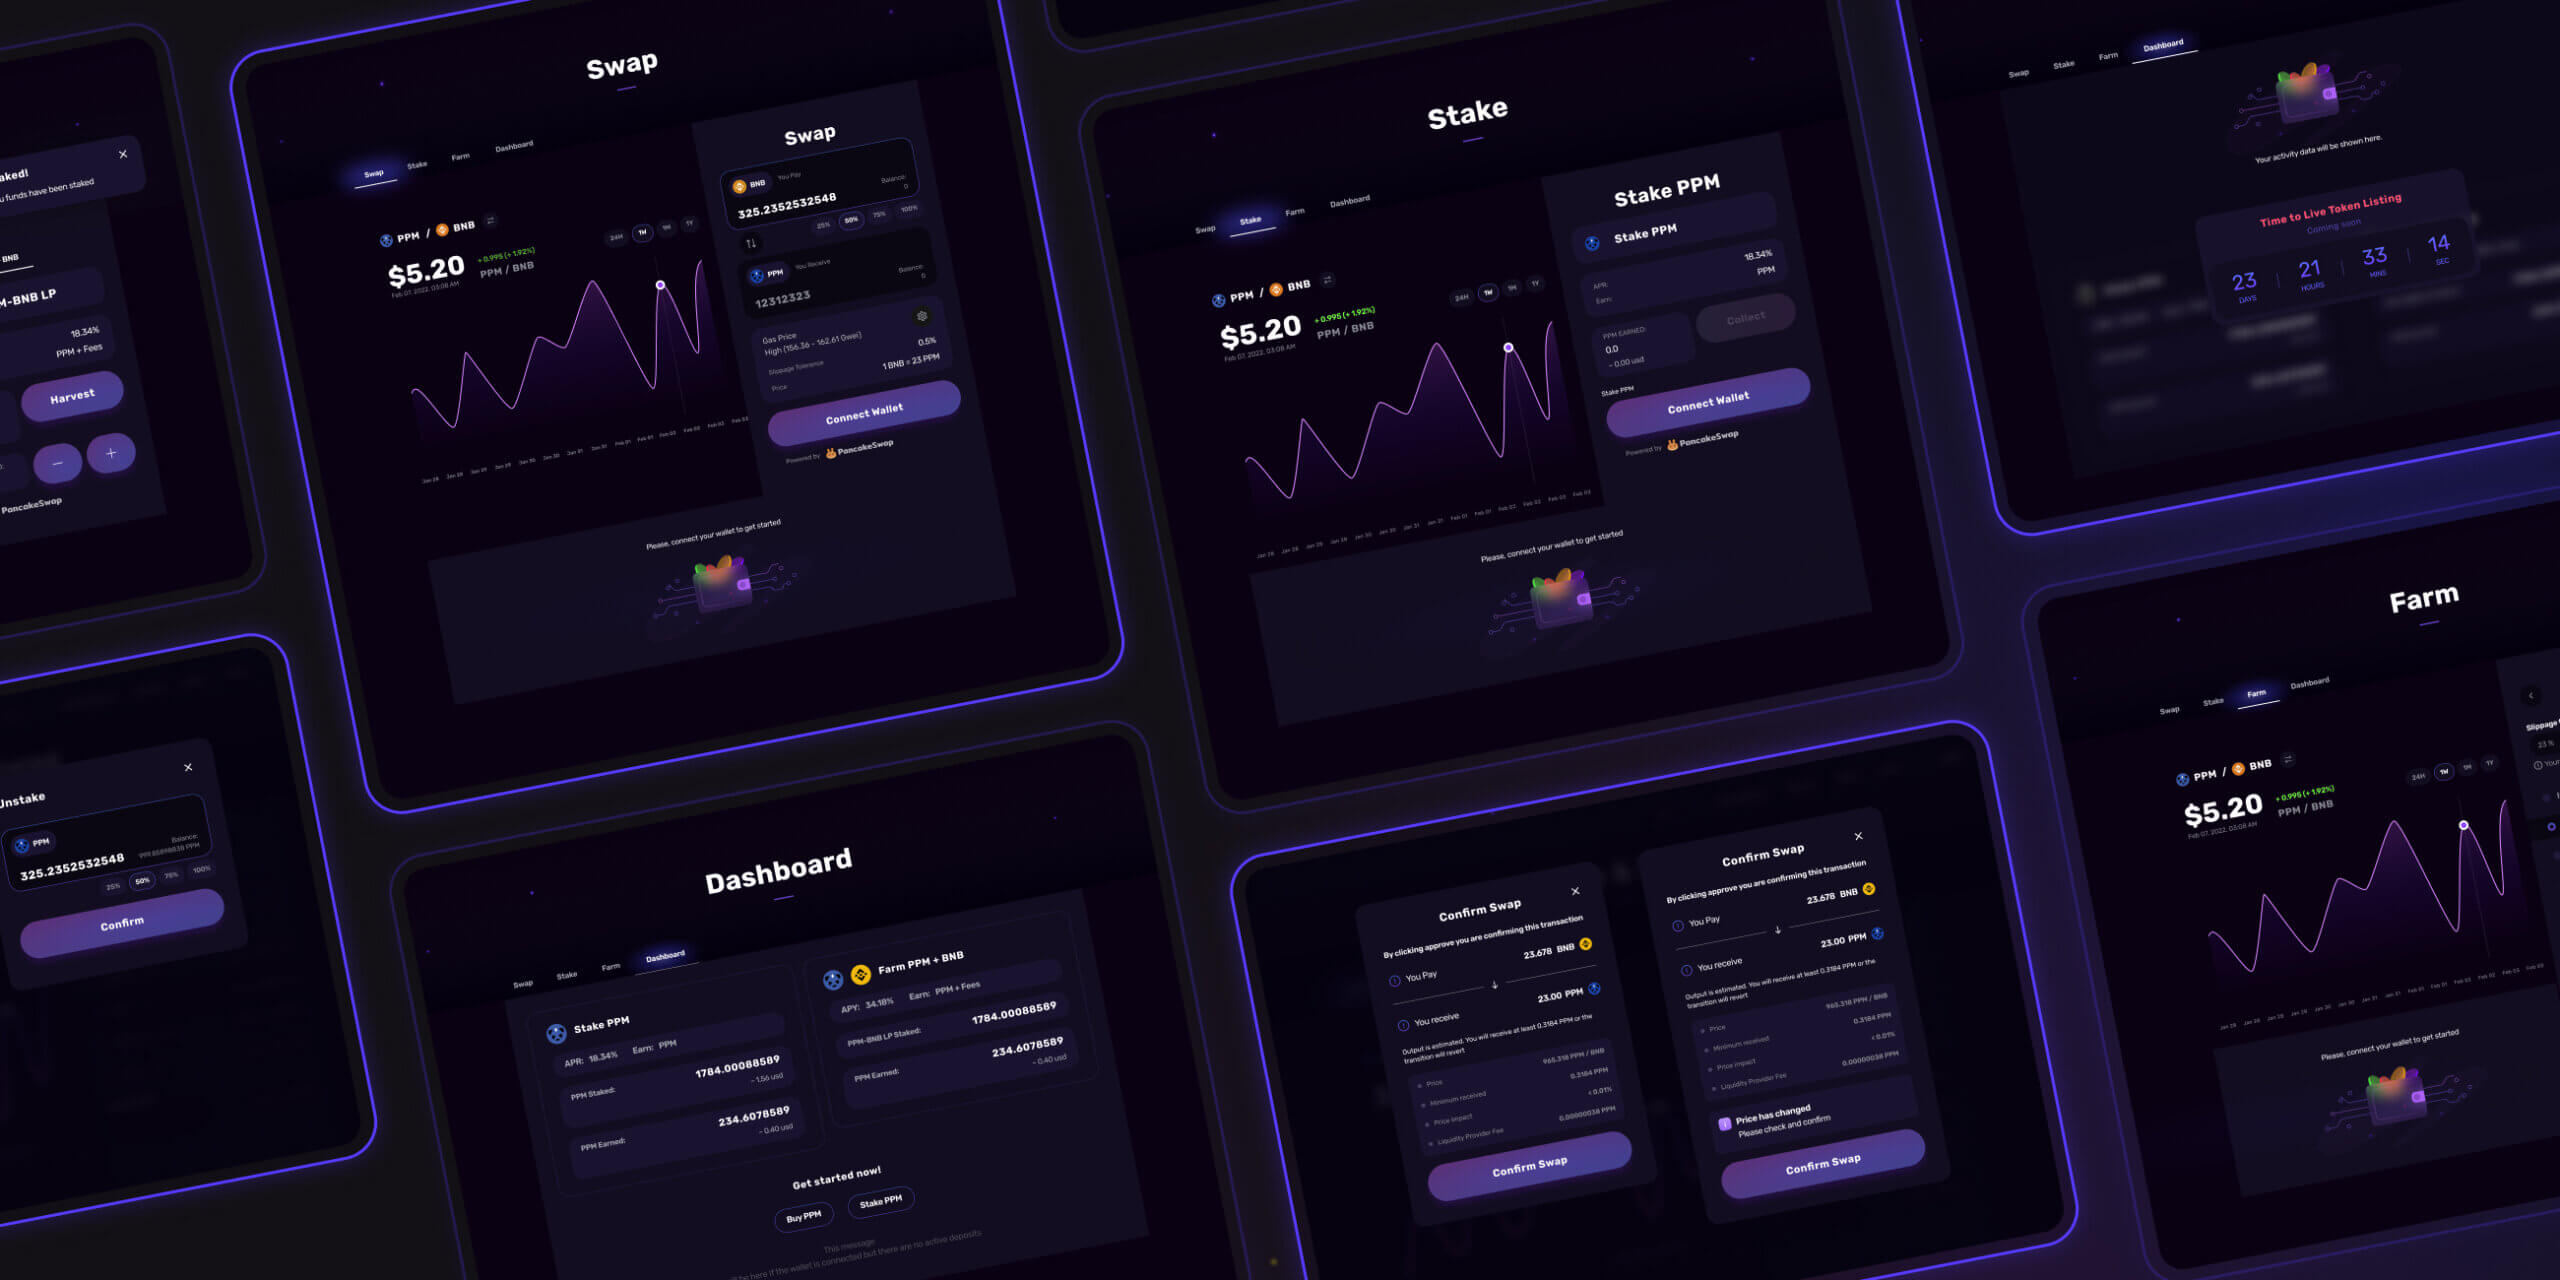 aked!
u funds have been staked
BNB
M-BNB LP
18.34%
PPM + Fees
Harvest
PancakeSwap
Unstake
PPM
Balance:
325.2352532548
25% 50% 75% 100%
Confirm
Swap
Swap Stake Farm Dashboard
PPM / BNB
$5.20
+ 0.995 (+ 1.92%)
PPM / BNB
Feb 07, 2022, 03:08 AM
24H 1W 1M 1Y
Swap
BNB You Pay
Balance:
0
325.2352532548
25% 50% 75% 100%
PPM You Receive
Balance:
0
12312323
Gas Price
High (156.36 - 162.61 Gwei)
Slippage Tolerance
0.5%
Price
1 BNB = 23 PPM
Connect Wallet
Powered by PancakeSwap
Please, connect your wallet to get started
Stake
Swap Stake Farm Dashboard
PPM / BNB
$5.20
+ 0.995 (+ 1.92%)
PPM / BNB
Feb 07, 2022, 03:08 AM
24H 1W 1M 1Y
Stake PPM
Stake PPM
APR:
18.34%
Earn:
PPM
PPM EARNED:
0.0
~ 0.00 usd
Collect
Stake PPM
Connect Wallet
Powered by PancakeSwap
Please, connect your wallet to get started
Swap Stake Farm Dashboard
Your activity data will be shown here.
Time to Live Token Listing
Coming soon
23 21 33 14
DAYS HOURS MINS SEC
Dashboard
Swap Stake Farm Dashboard
Stake PPM
APR: 18.34% Earn: PPM
PPM Staked:
1784.00088589
~ 1.56 usd
PPM Earned:
234.6078589
~ 0.40 usd
Farm PPM + BNB
APY: 34.18% Earn: PPM + Fees
PPM-BNB LP Staked:
1784.00088589
PPM Earned:
234.6078589
~ 0.40 usd
Get started now!
Buy PPM Stake PPM
This message
be here if the wallet is connected but there are no active deposits
Confirm Swap
By clicking approve you are confirming this transaction
You Pay
23.678 BNB
23.00 PPM
You receive
Output is estimated. You will receive at least 0.3184 PPM or the
transition will revert
Price
965.318 PPM / BNB
Minimum received
0.3184 PPM
Price Impact
< 0.01%
Liquidity Provider Fee
0.00000038 PPM
Confirm Swap
Confirm Swap
By clicking approve you are confirming this transaction
You Pay
23.678 BNB
23.00 PPM
You receive
Output is estimated. You will receive at least 0.3184 PPM or the
transition will revert
Price
965.318 PPM / BNB
Minimum received
0.3184 PPM
Price Impact
< 0.01%
Liquidity Provider Fee
0.00000038 PPM
Price has changed
Please check and confirm
Confirm Swap
Farm
Swap Stake Farm Dashboard
PPM / BNB
$5.20
+ 0.995 (+ 1.92%)
PPM / BNB
Feb 07, 2022, 03:08 AM
24H 1W 1M 1Y
Slippage
23 %
Your
Please, connect your wallet to get started